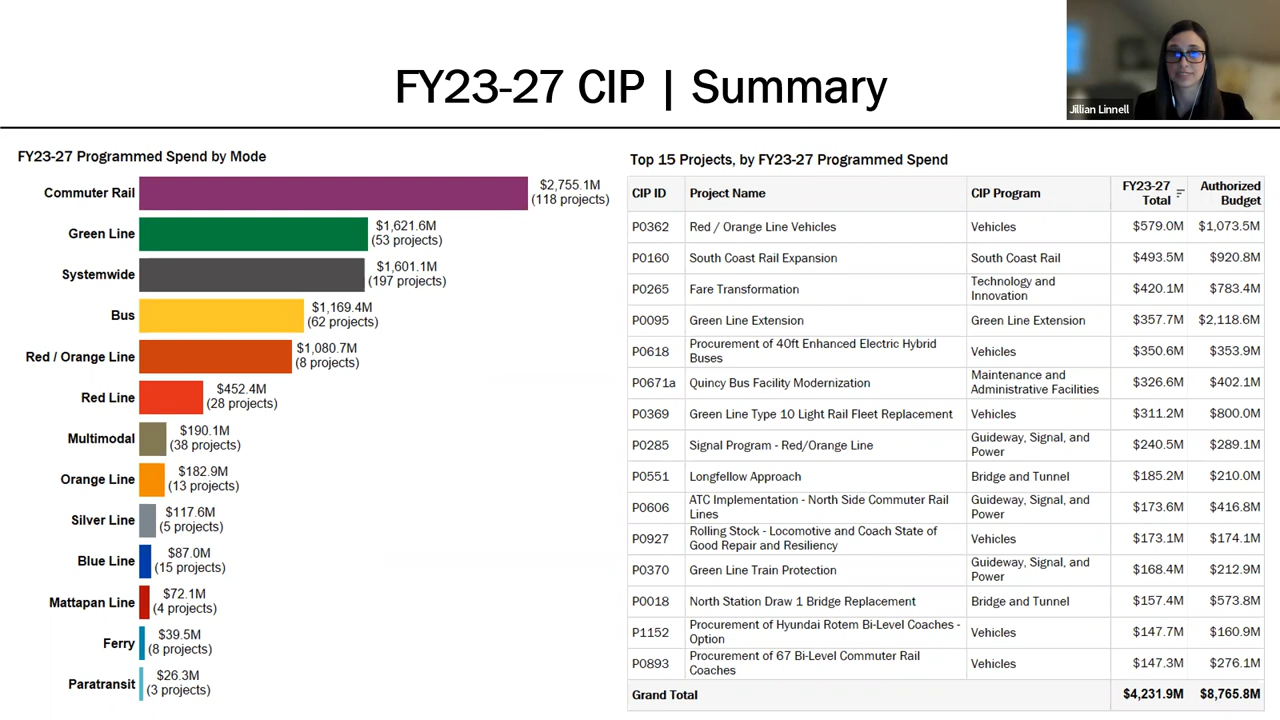 FY23-27 CIP | Summary
Jillian Linnell
FY23-27 Programmed Spend by Mode
Commuter Rail
$2,755.1M
(118 projects)
Green Line
$1,621.6M
(53 projects)
Systemwide
$1,601.1M
(197 projects)
Bus
$1,169.4M
(62 projects)
Red / Orange Line
$1,080.7M
(8 projects)
Red Line
$452.4M
(28 projects)
Multimodal
$190.1M
(38 projects)
Orange Line
$182.9M
(13 projects)
Silver Line
$117.6M
(5 projects)
Blue Line
$87.0M
(15 projects)
Mattapan Line
$72.1M
(4 projects)
Ferry
$39.5M
(8 projects)
Paratransit
$26.3M
(3 projects)
Top 15 Projects, by FY23-27 Programmed Spend
CIP ID Project Name CIP Program FY23-27 Total Authorized Budget
P0362 Red / Orange Line Vehicles Vehicles $579.0M $1,073.5M
P0160 South Coast Rail Expansion South Coast Rail $493.5M $920.8M
P0265 Fare Transformation Technology and Innovation $420.1M $783.4M
P0095 Green Line Extension Green Line Extension $357.7M $2,118.6M
P0618 Procurement of 40ft Enhanced Electric Hybrid Buses Vehicles $350.6M $353.9M
P0671a Quincy Bus Facility Modernization Maintenance and Administrative Facilities $326.6M $402.1M
P0369 Green Line Type 10 Light Rail Fleet Replacement Vehicles $311.2M $800.0M
P0285 Signal Program - Red/Orange Line Guideway, Signal, and Power $240.5M $289.1M
P0551 Longfellow Approach Bridge and Tunnel $185.2M $210.0M
P0606 ATC Implementation - North Side Commuter Rail Lines Guideway, Signal, and Power $173.6M $416.8M
P0927 Rolling Stock - Locomotive and Coach State of Good Repair and Resiliency Vehicles $173.1M $174.1M
P0370 Green Line Train Protection Guideway, Signal, and Power $168.4M $212.9M
P0018 North Station Draw 1 Bridge Replacement Bridge and Tunnel $157.4M $573.8M
P1152 Procurement of Hyundai Rotem Bi-Level Coaches - Option Vehicles $147.7M $160.9M
P0893 Procurement of 67 Bi-Level Commuter Rail Coaches Vehicles $147.3M $276.1M
Grand Total $4,231.9M $8,765.8M